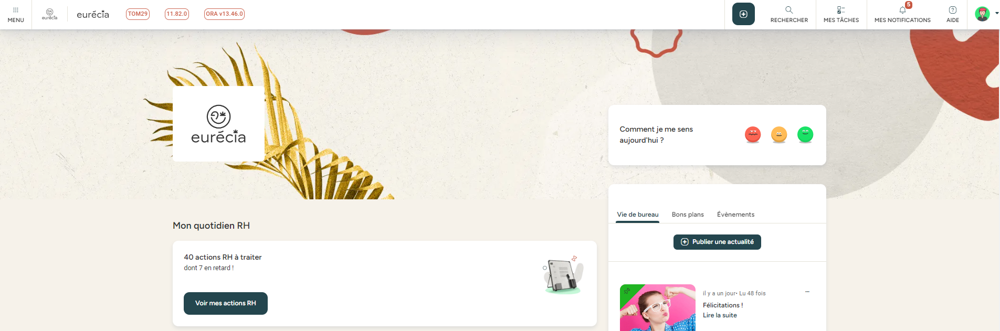 MENU
eurécia
eurécia
TOM29
11.82.0
ORA v13.46.0
RECHERCHER
MES TÂCHES
5
MES NOTIFICATIONS
AIDE
eurécia
Comment je me sens
aujourd'hui ?
Mon quotidien RH
40 actions RH à traiter
dont 7 en retard !
Voir mes actions RH
Vie de bureau
Bons plans
Évènements
Publier une actualité
il y a un jour• Lu 48 fois
Félicitations !
Lire la suite